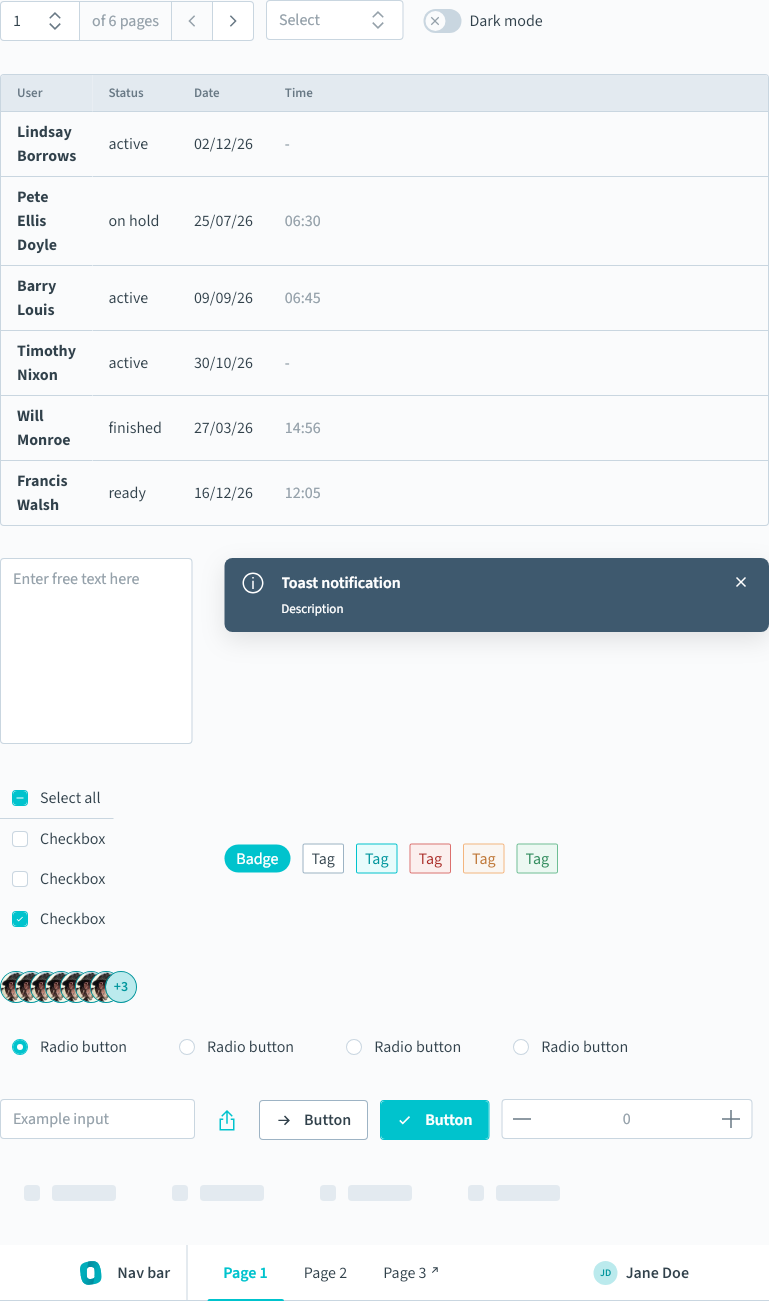 1 of 6 pages Select Dark mode
User Status Date Time
Lindsay
Borrows active 02/12/26 -
Pete
Ellis
Doyle on hold 25/07/26 06:30
Barry
Louis active 09/09/26 06:45
Timothy
Nixon active 30/10/26 -
Will
Monroe finished 27/03/26 14:56
Francis
Walsh ready 16/12/26 12:05
Enter free text here
Toast notification
Description
Select all
Checkbox
Checkbox
Checkbox
Badge Tag Tag Tag Tag Tag
+3
Radio button Radio button Radio button Radio button
Example input Button Button 0
Nav bar Page 1 Page 2 Page 3 JD Jane Doe